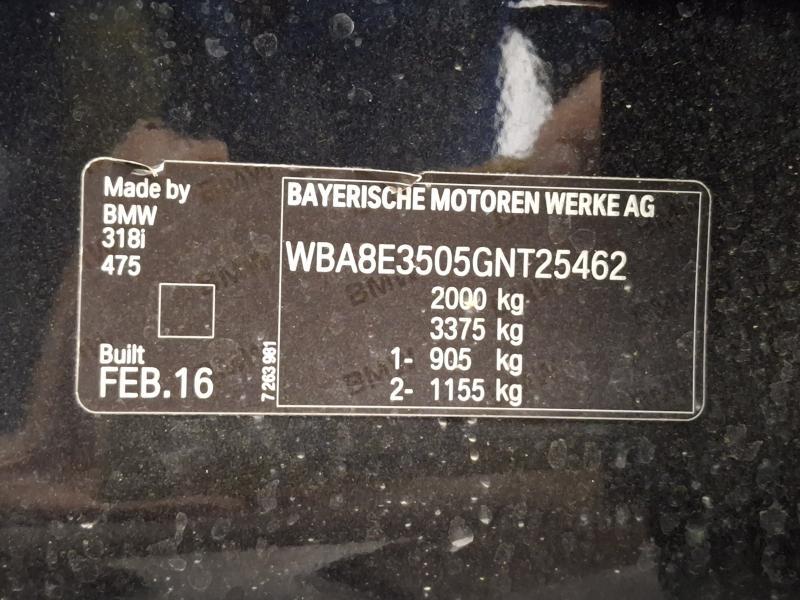 Made by
BMW
318i
475
Built
FEB.16
7 263 981
BAYERISCHE MOTOREN WERKE AG
WBA8E3505GNT25462
2000 kg
3375 kg
1- 905 kg
2- 1155 kg